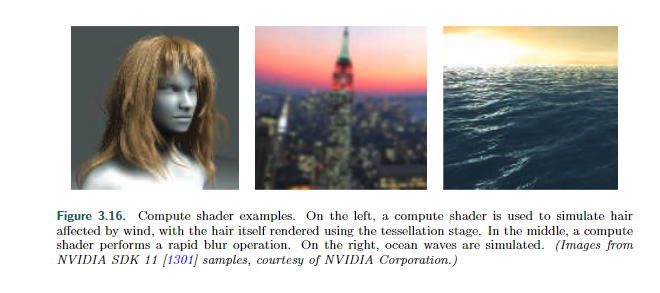 Figure 3.16. Compute shader examples. On the left, a compute shader is used to simulate hair
affected by wind, with the hair itself rendered using the tessellation stage. In the middle, a compute
shader performs a rapid blur operation. On the right, ocean waves are simulated. (Images from
NVIDIA SDK 11 [1301] samples, courtesy of NVIDIA Corporation.)